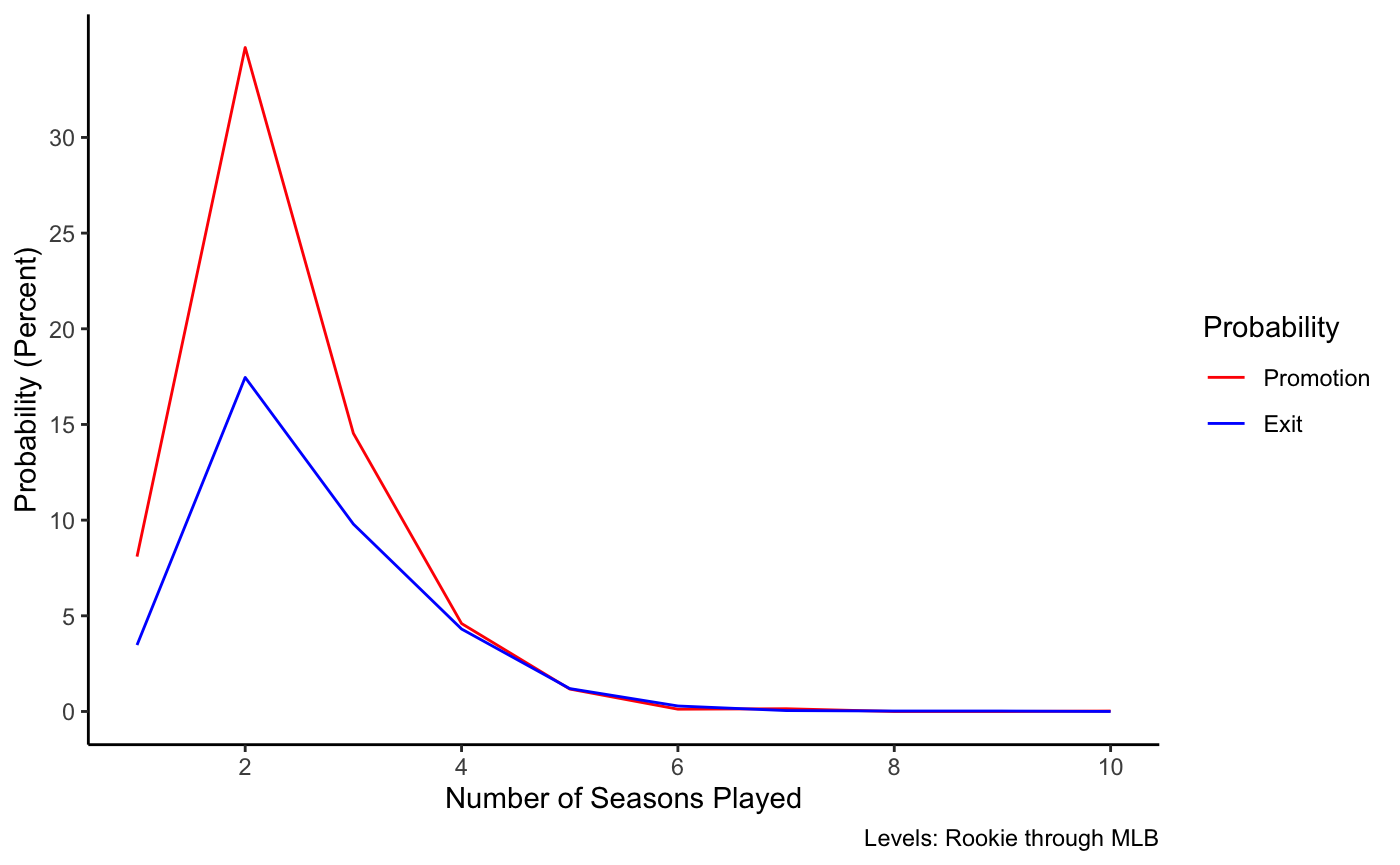 30
25
20
15
10
5
0
Probability (Percent)
2 4 6 8 10
Number of Seasons Played
Levels: Rookie through MLB
Probability
Promotion
Exit